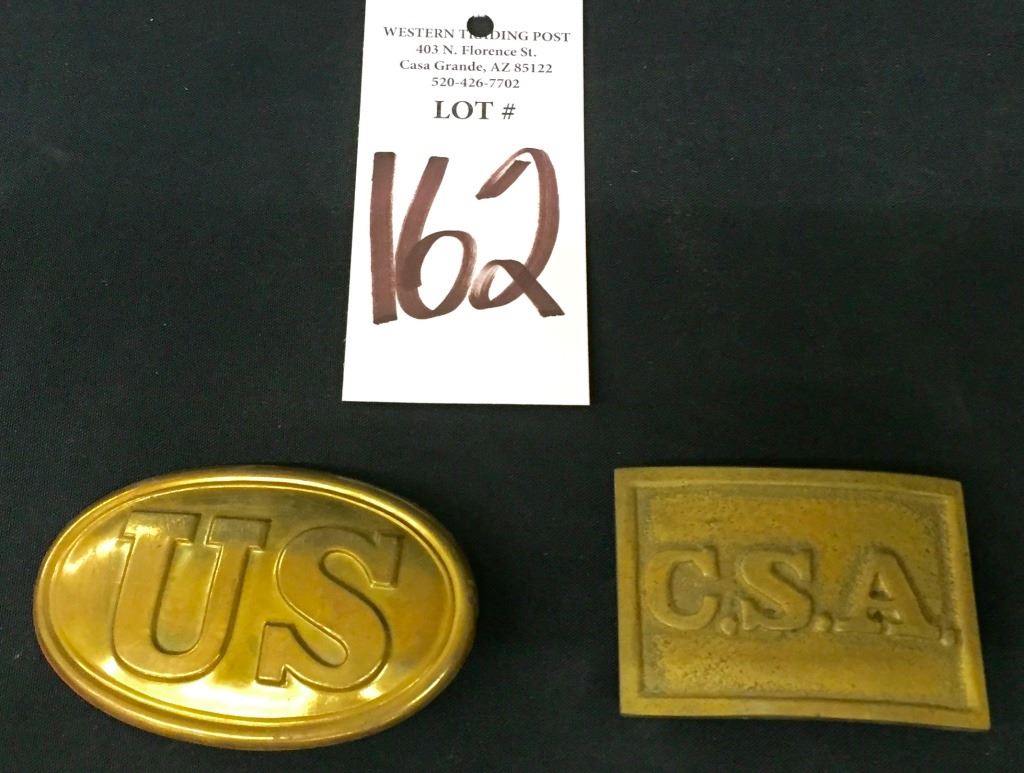 WESTERN TRADING POST
403 N. Florence St.
Casa Grande, AZ 85122
520-426-7702
LOT #
162
US
C.S.A.